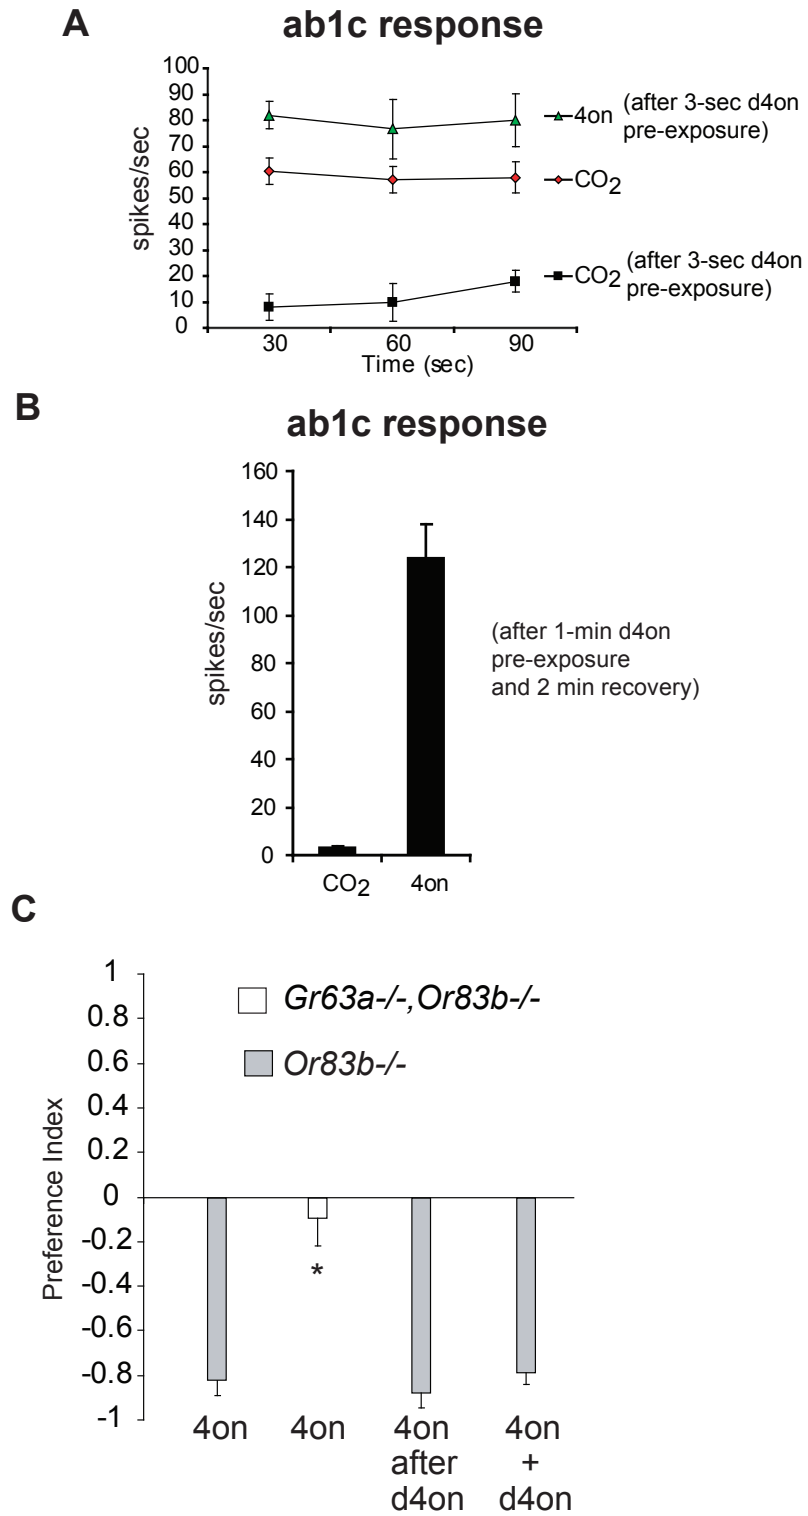 A
ab1c response
100
90
80
70
60
50
40
30
20
10
0
spikes/sec
30 60 90
Time (sec)
4on (after 3-sec d4on
pre-exposure)
CO2
CO2 (after 3-sec d4on
pre-exposure)
B
ab1c response
160
140
120
100
80
60
40
20
0
spikes/sec
CO2 4on
(after 1-min d4on
pre-exposure
and 2 min recovery)
C
1
0.8
0.6
0.4
0.2
0
-0.2
-0.4
-0.6
-0.8
-1
Preference Index
Gr63a-/-,Or83b-/-
Or83b-/-
*
4on 4on 4on 4on
after +
d4on d4on